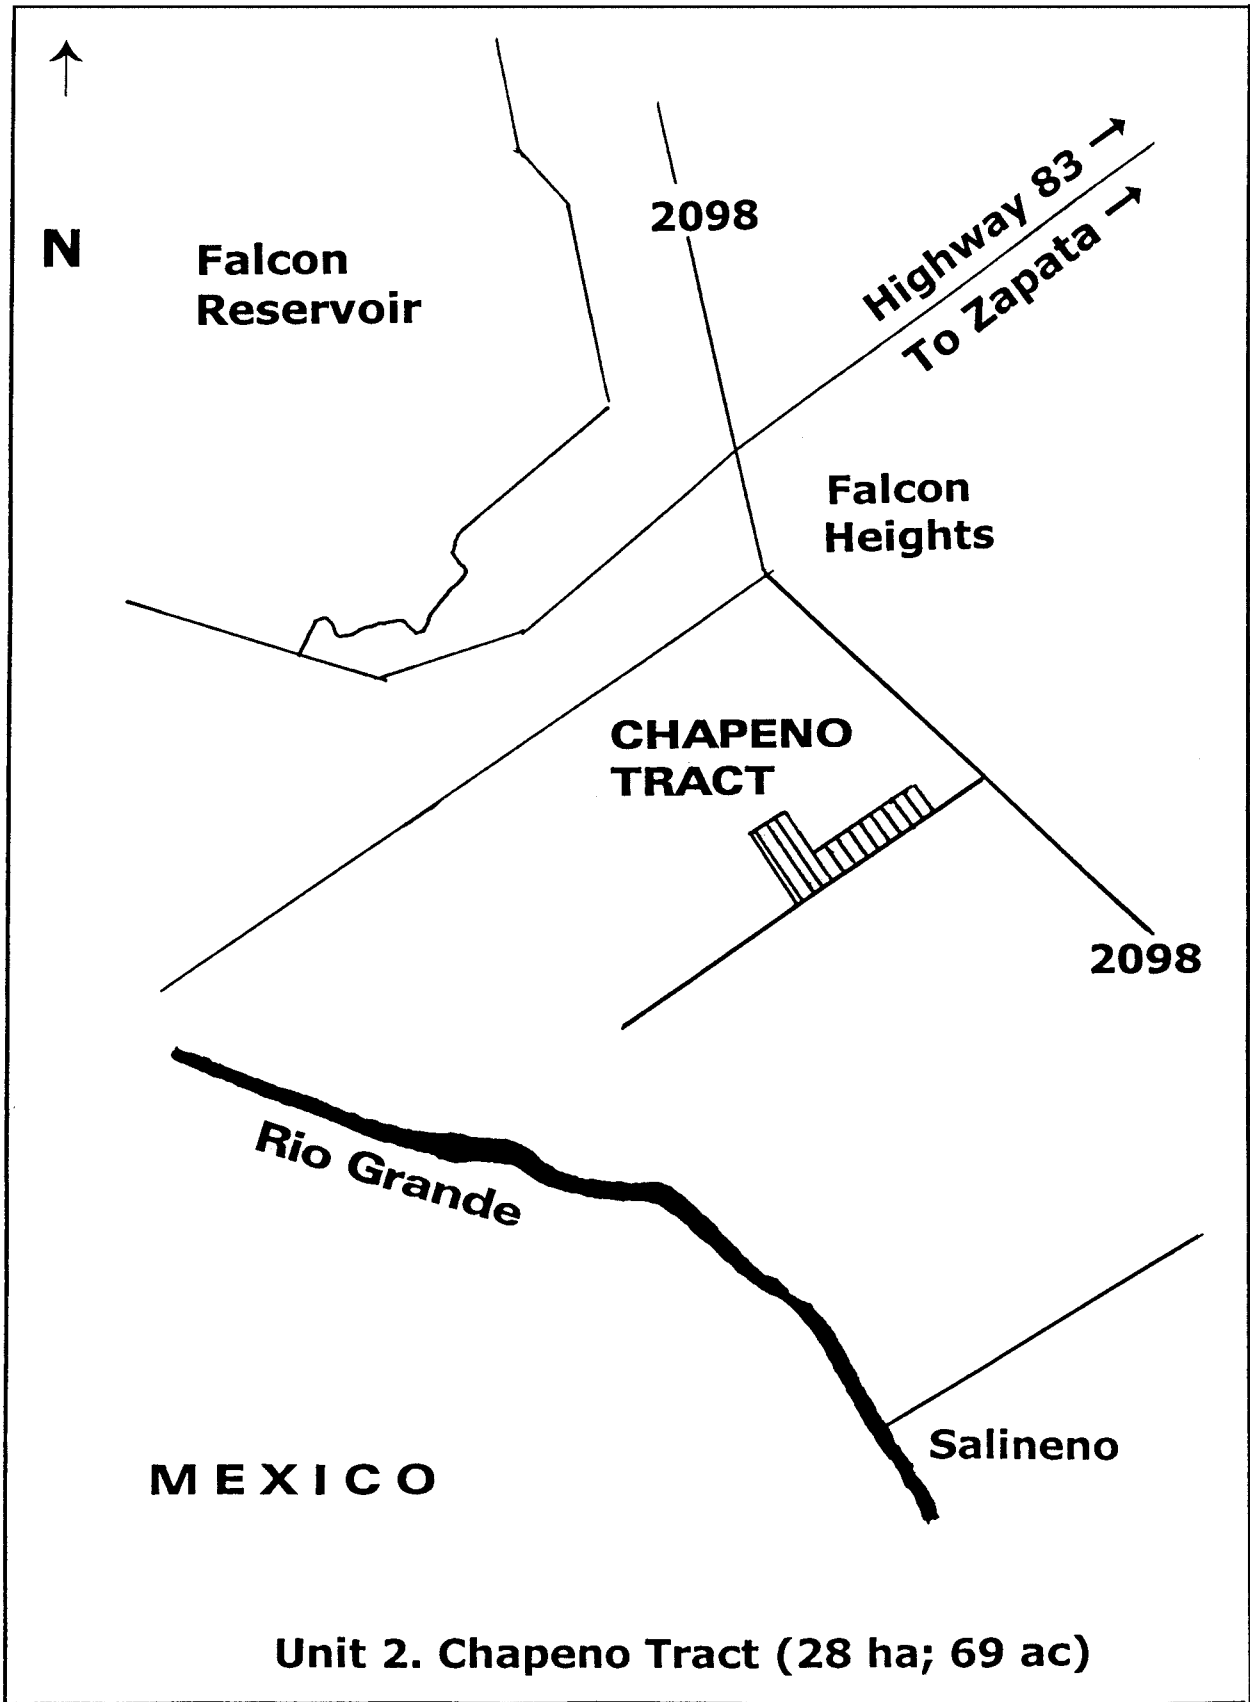 2098
Highway 83 →
To Zapata →
N
Falcon
Reservoir
Falcon
Heights
CHAPENO
TRACT
2098
Rio Grande
Salineno
MEXICO
Unit 2. Chapeno Tract (28 ha; 69 ac)